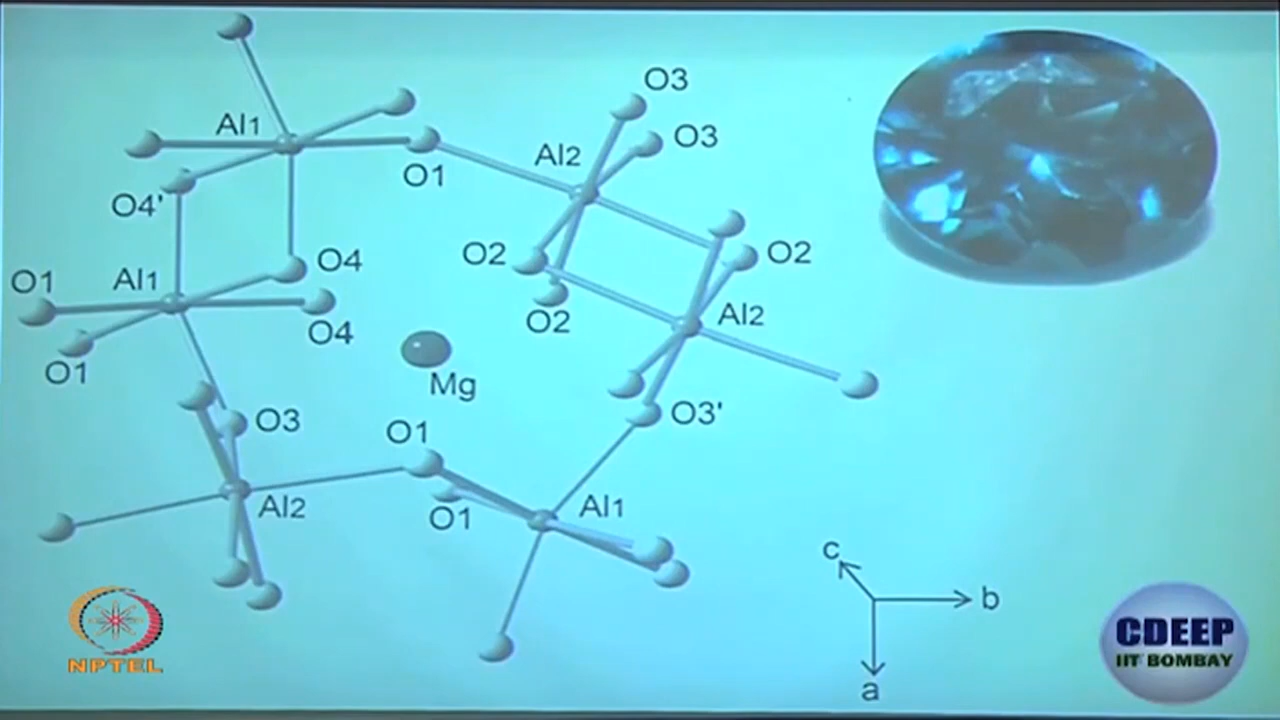 O3
Al1
O3
Al2
O1
O4'
O2
O2
O4
Al1
O1
O2
Al2
O4
O1
Mg
O3'
O3
O1
Al2
O1
Al1
c
b
a
NPTEL
CDEEP
IIT BOMBAY